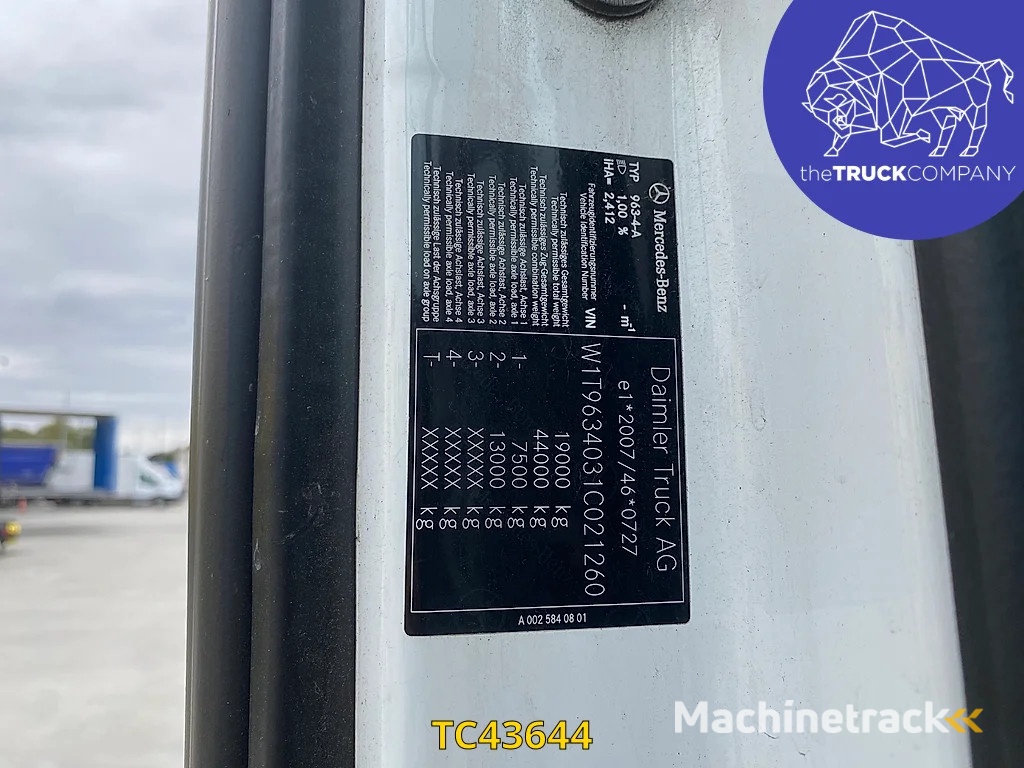 theTRUCKCOMPANY
Mercedes-Benz
Daimler Truck AG
TYP 963-4-A
- m⁻¹
e1*2007/46*0727
1,00 %
IHA= 2,412
Fahrzeugidentifizierungsnummer
Vehicle Identification Number VIN
W1T96340310C021260
Technisch zulässiges Gesamtgewicht
Technically permissible total weight
19000 kg
Technisch zulässiges Zug-Gesamtgewicht
Technically permissible combination weight
44000 kg
Technisch zulässige Achslast, Achse 1
Technically permissible axle load, axle 1
1- 7500 kg
Technisch zulässige Achslast, Achse 2
Technically permissible axle load, axle 2
2- 13000 kg
Technisch zulässige Achslast, Achse 3
Technically permissible axle load, axle 3
3- XXXXX kg
Technisch zulässige Achslast, Achse 4
Technically permissible axle load, axle 4
4- XXXXX kg
Technisch zulässige Last der Achsgruppe
Technically permissible load on axle group
T- XXXXX kg
A 002 584 08 01
Machinetrack
TC43644